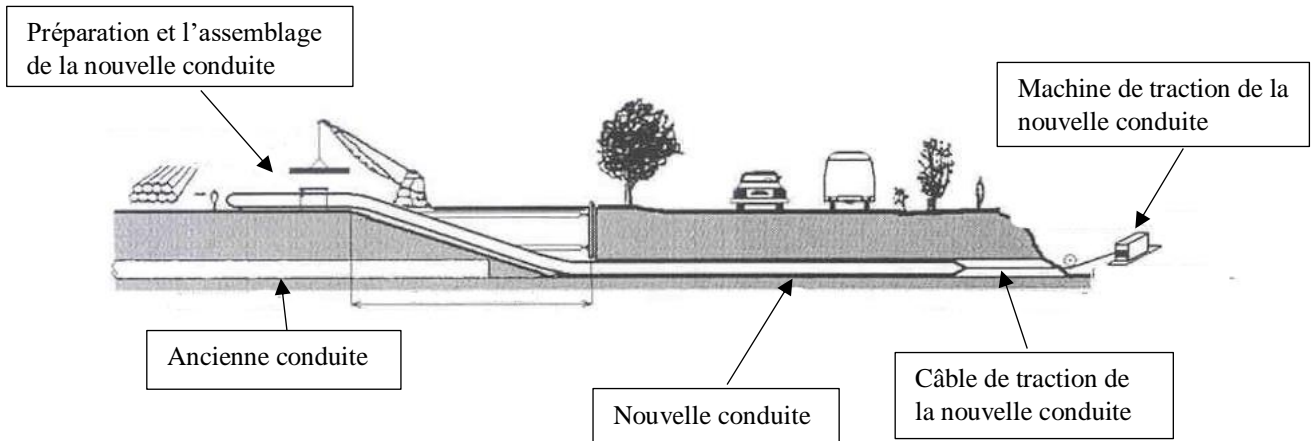 Préparation et l’assemblage
de la nouvelle conduite
Machine de traction de la
nouvelle conduite
Ancienne conduite
Nouvelle conduite
Câble de traction de
la nouvelle conduite